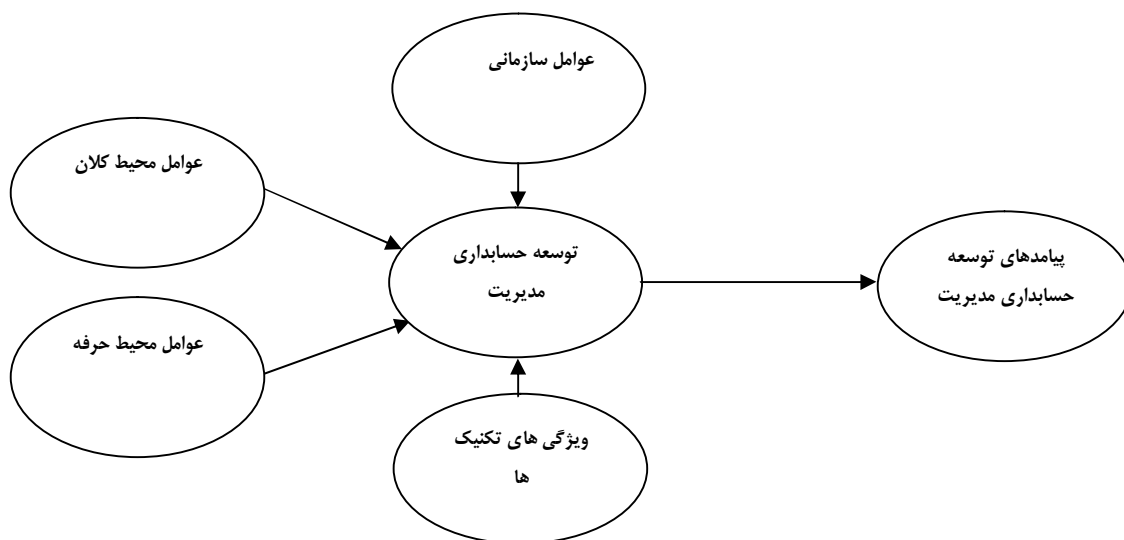 عوامل سازمانی
عوامل محیط کلان
توسعه حسابداری
مدیریت
پیامدهای توسعه
حسابداری مدیریت
عوامل محیط حرفه
ویژگی های تکنیک
ها